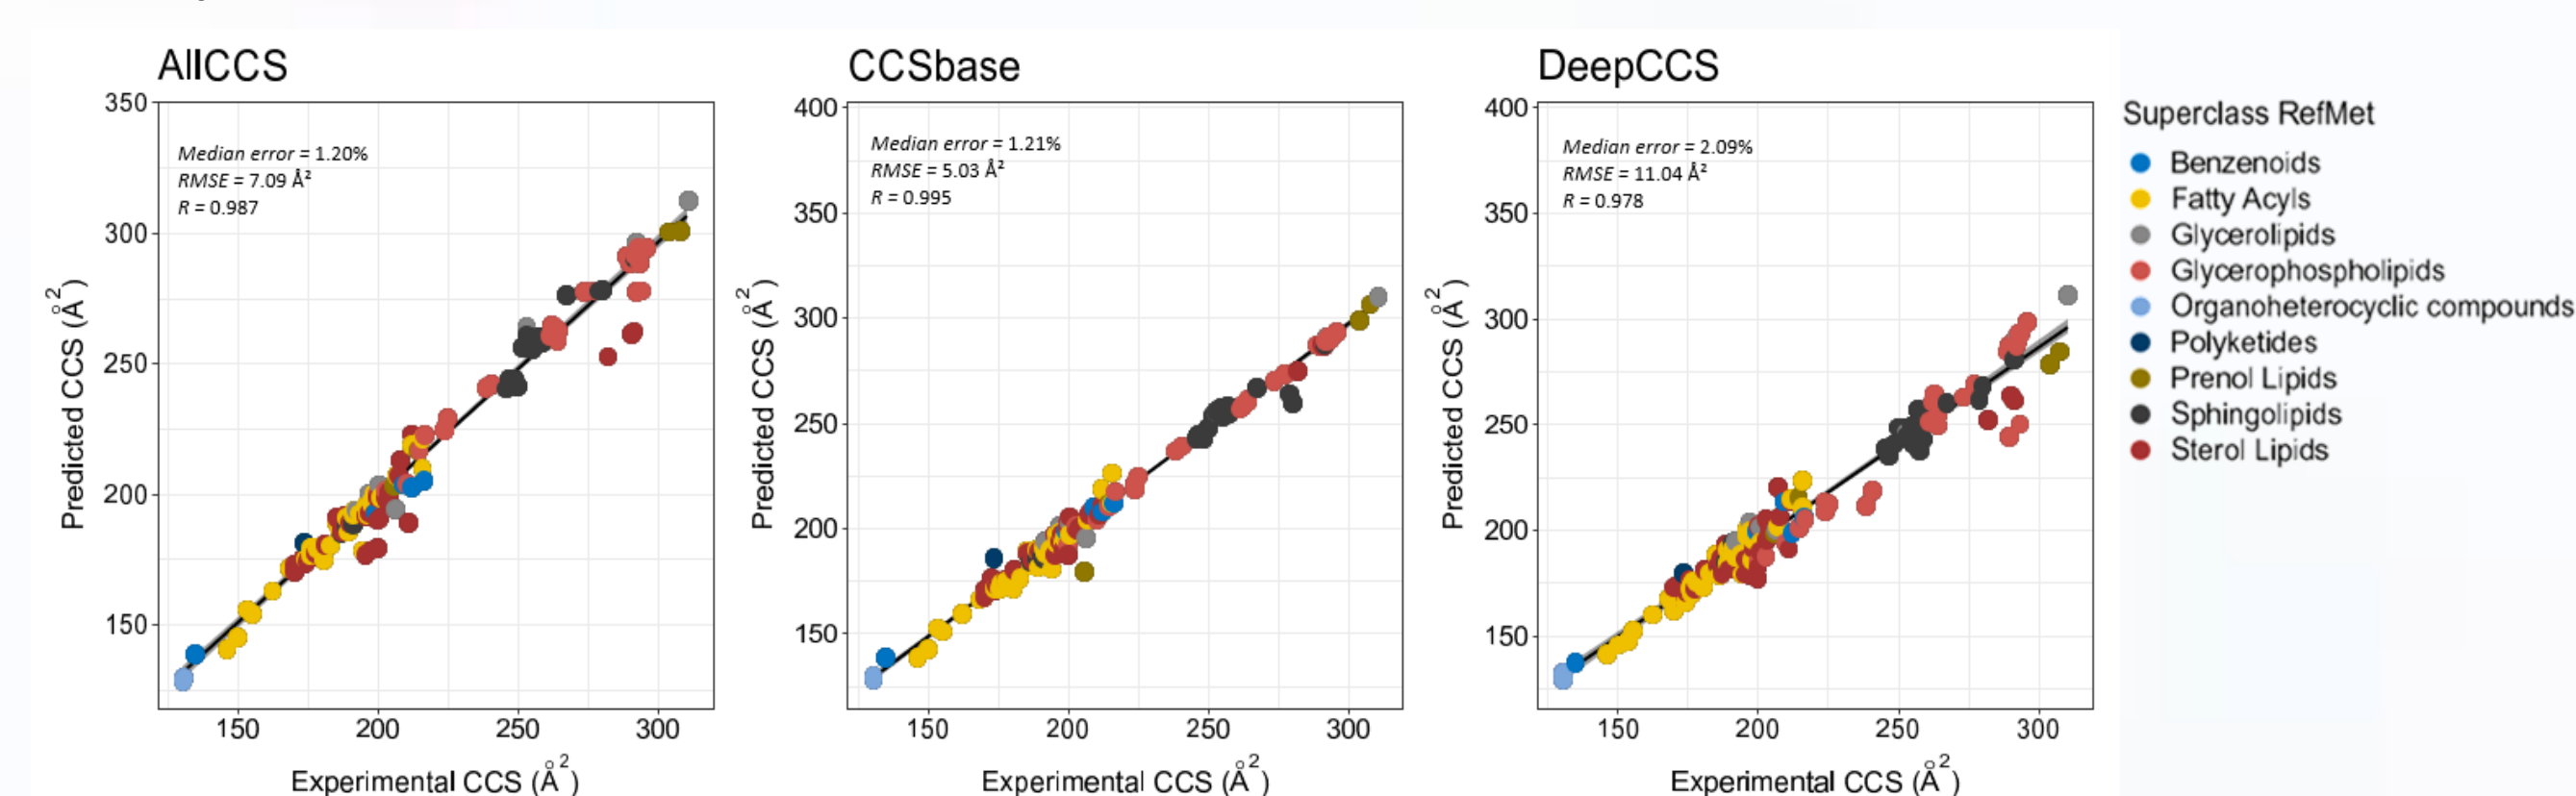 AllCCS
350
300
250
200
150
Median error = 1.20%
RMSE = 7.09 Å²
R = 0.987
Predicted CCS (Å²)
150 200 250 300
Experimental CCS (Å²)
CCSbase
400
350
300
250
200
150
Median error = 1.21%
RMSE = 5.03 Å²
R = 0.995
Predicted CCS (Å²)
150 200 250 300
Experimental CCS (Å²)
DeepCCS
400
350
300
250
200
150
Median error = 2.09%
RMSE = 11.04 Å²
R = 0.978
Predicted CCS (Å²)
150 200 250 300
Experimental CCS (Å²)
Superclass RefMet
Benzenoids
Fatty Acyls
Glycerolipids
Glycerophospholipids
Organoheterocyclic compounds
Polyketides
Prenol Lipids
Sphingolipids
Sterol Lipids